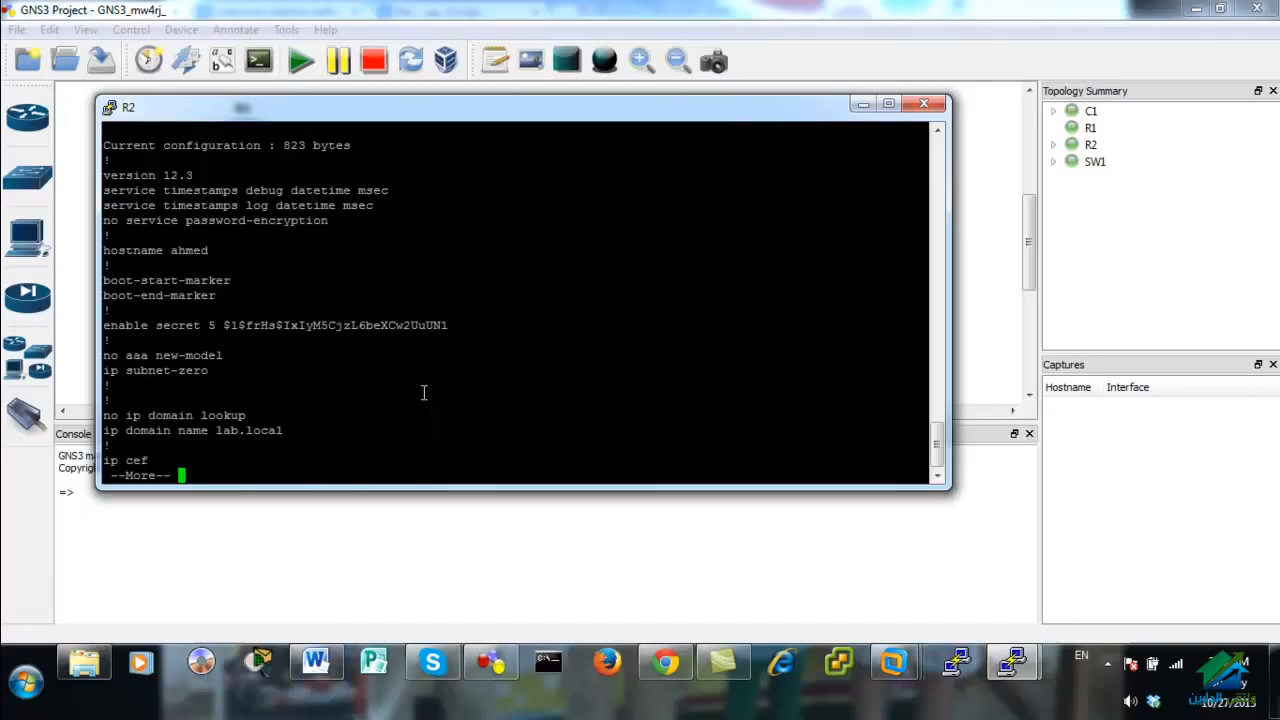 GNS3 Project - GNS3_mw4rj_
File Edit View Control Device Annotate Tools Help
R2
Current configuration : 823 bytes
!
version 12.3
service timestamps debug datetime msec
service timestamps log datetime msec
no service password-encryption
!
hostname ahmed
!
boot-start-marker
boot-end-marker
!
enable secret 5 $1$frHs$IxIyM5CjzL6beXCw2UuUN1
!
no aaa new-model
ip subnet-zero
!
!
no ip domain lookup
ip domain name lab.local
!
ip cef
--More--
Topology Summary
C1
R1
R2
SW1
Captures
Hostname Interface
Console
GNS3 m
Copyrig
=>
EN
M
y
10/27/2015
ملتقى الحلبين